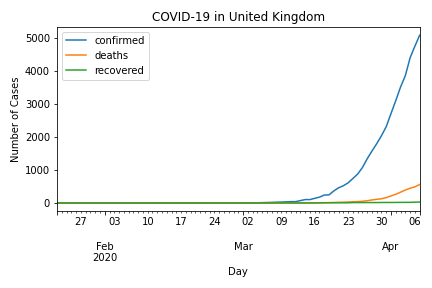 COVID-19 in United Kingdom
confirmed
deaths
recovered
Number of Cases
5000
4000
3000
2000
1000
0
27 03 10 17 24 02 09 16 23 30 06
Feb Mar Apr
2020
Day